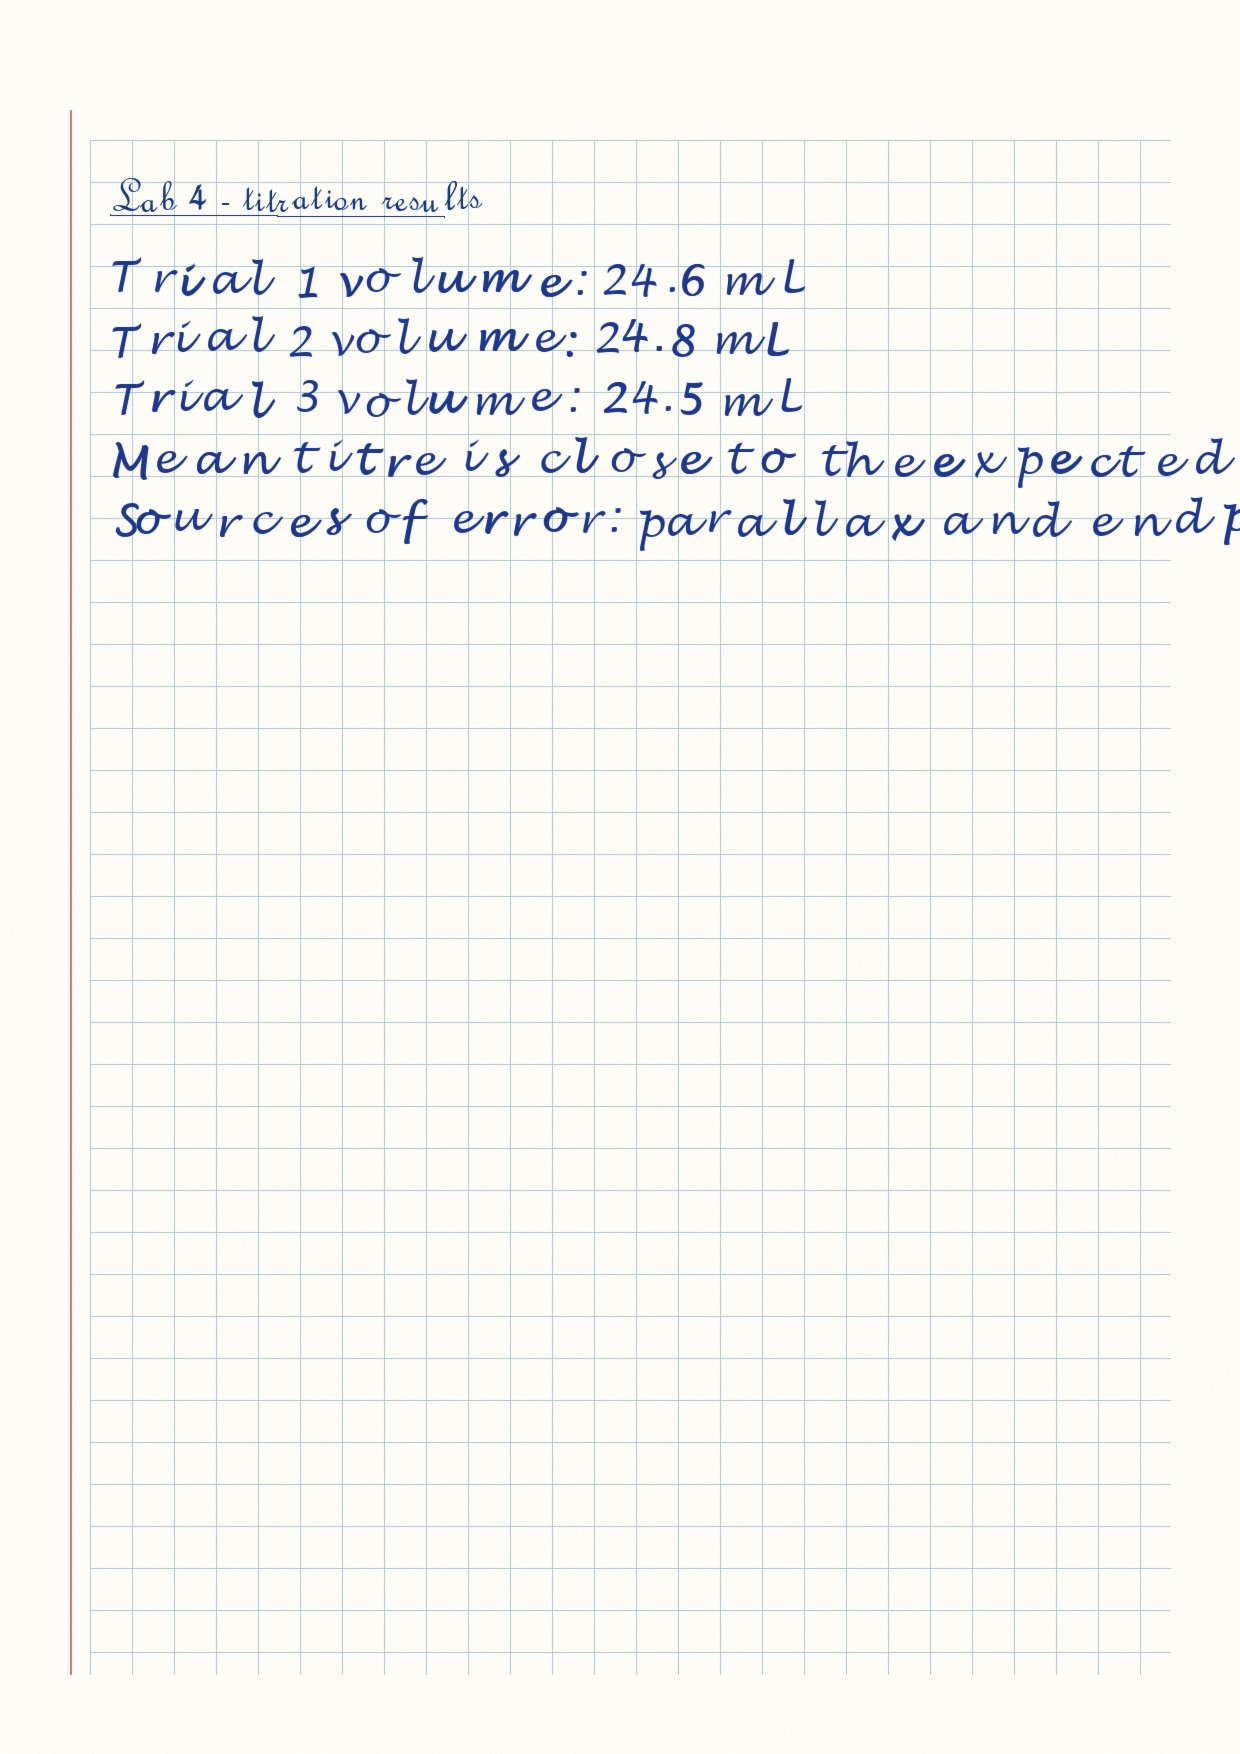 Lab 4 - titration results
Trial 1 volume: 24.6 mL
Trial 2 volume: 24.8 mL
Trial 3 volume: 24.5 mL
Mean titre is close to the expected
Sources of error: parallax and